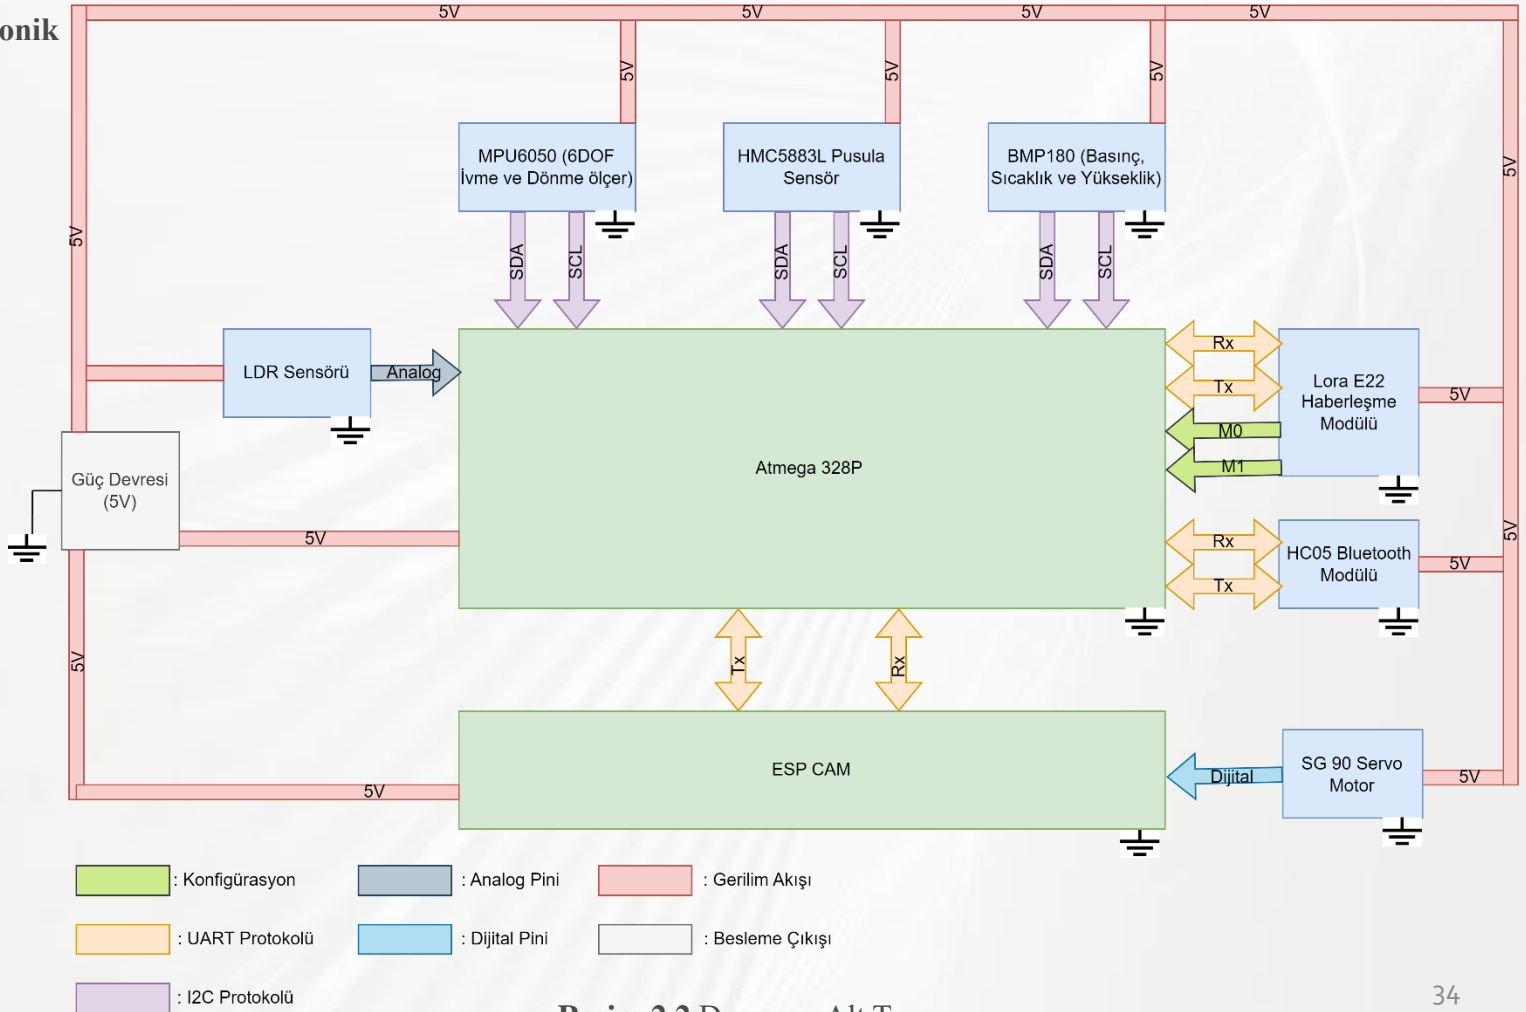 onik
5V
5V
5V
5V
5V
5V
5V
5V
5V
MPU6050 (6DOF
İvme ve Dönme ölçer)
HMC5883L Pusula
Sensör
BMP180 (Basınç,
Sıcaklık ve Yükseklik)
SDA
SCL
SDA
SCL
SDA
SCL
LDR Sensörü
Analog
Atmega 328P
Rx
Tx
M0
M1
Lora E22
Haberleşme
Modülü
5V
Güç Devresi
(5V)
5V
5V
Rx
Tx
HC05 Bluetooth
Modülü
5V
5V
Tx
Rx
ESP CAM
5V
Dijital
SG 90 Servo
Motor
5V
: Konfigürasyon
: Analog Pini
: Gerilim Akışı
: UART Protokolü
: Dijital Pini
: Besleme Çıkışı
: I2C Protokolü
34